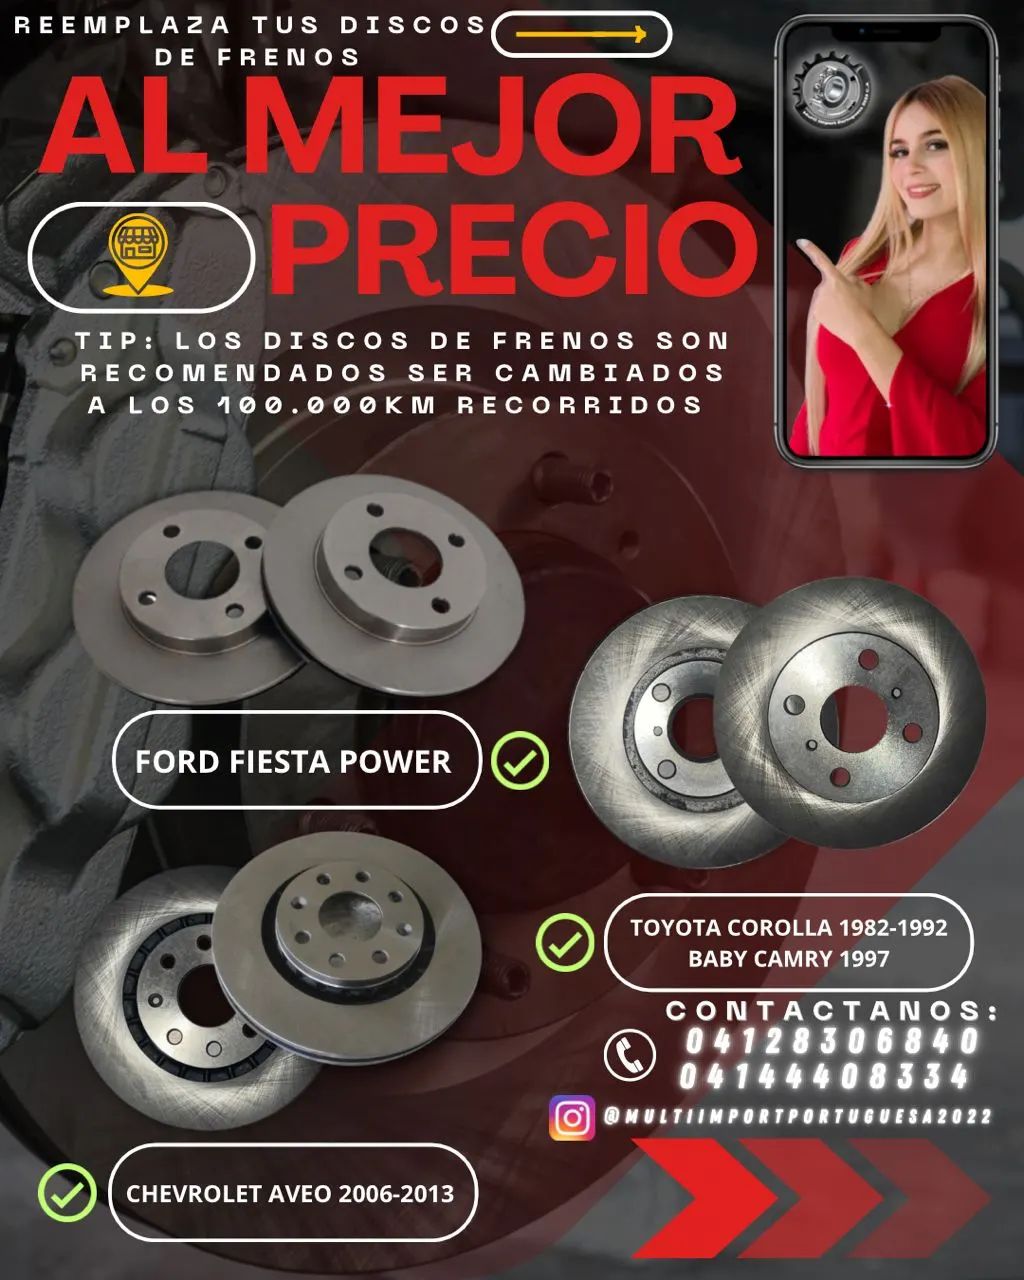 REEMPLAZA TUS DISCOS
DE FRENOS
AL MEJOR
PRECIO
TIP: LOS DISCOS DE FRENOS SON
RECOMENDADOS SER CAMBIADOS
A LOS 100.000KM RECORRIDOS
FORD FIESTA POWER
TOYOTA COROLLA 1982-1992
BABY CAMRY 1997
CONTACTANOS:
04128306840
04144408334
@MULTIIMPORTPORTUGUESA2022
CHEVROLET AVEO 2006-2013